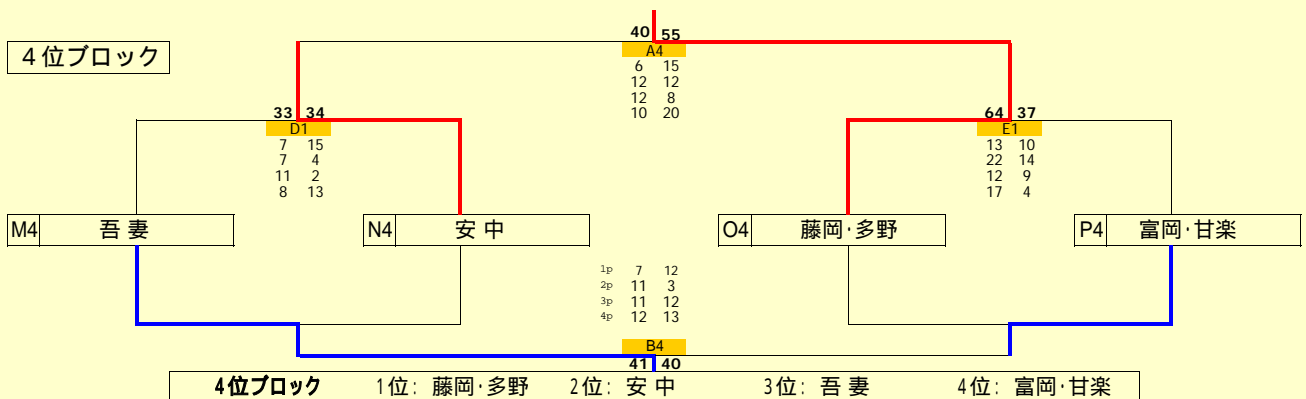 40 55
4位ブロック
A4
6 15
12 12
12 8
10 20
33 34
D1
7 15
7 4
11 2
8 13
64 37
E1
13 10
22 14
12 9
17 4
M4 吾 妻
N4 安 中
O4 藤岡・多野
P4 富岡・甘楽
1p 7 12
2p 11 3
3p 11 12
4p 12 13
B4
41 40
4位ブロック 1位: 藤岡・多野 2位: 安 中 3位: 吾 妻 4位: 富岡・甘楽